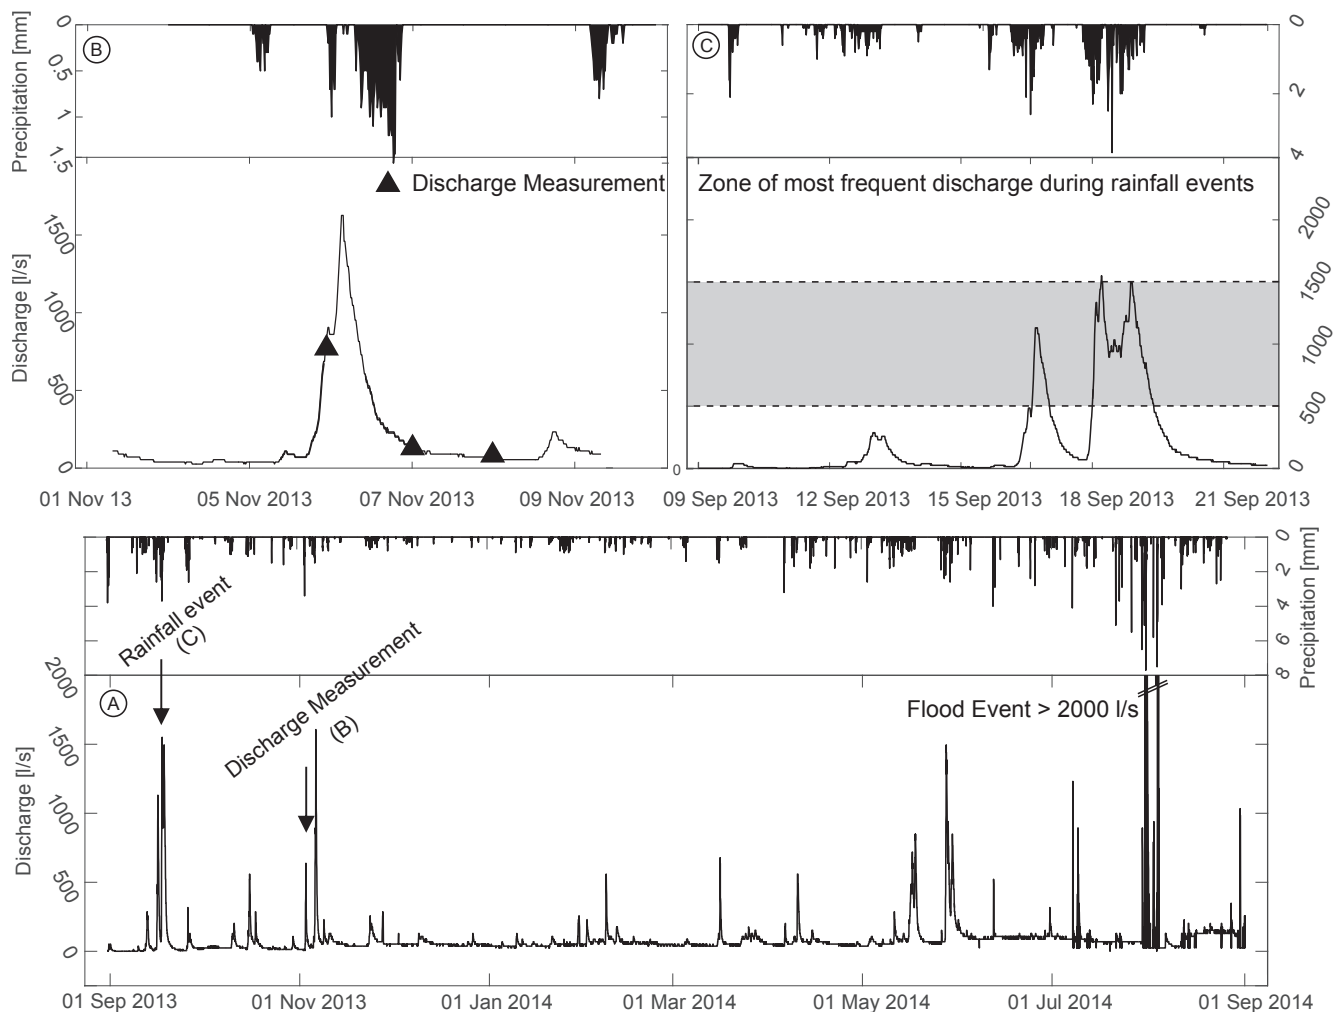 Precipitation [mm]
0
0.5
1
1.5
B
C
0
2
4
Discharge Measurement
Zone of most frequent discharge during rainfall events
Discharge [l/s]
1500
1000
500
0
2000
1500
1000
500
0
0
01 Nov 13
05 Nov 2013
07 Nov 2013
09 Nov 2013
09 Sep 2013
12 Sep 2013
15 Sep 2013
18 Sep 2013
21 Sep 2013
0
2
4
6
8
Precipitation [mm]
Rainfall event
(C)
Discharge Measurement
(B)
A
Flood Event > 2000 l/s
Discharge [l/s]
2000
1500
1000
500
0
01 Sep 2013
01 Nov 2013
01 Jan 2014
01 Mar 2014
01 May 2014
01 Jul 2014
01 Sep 2014